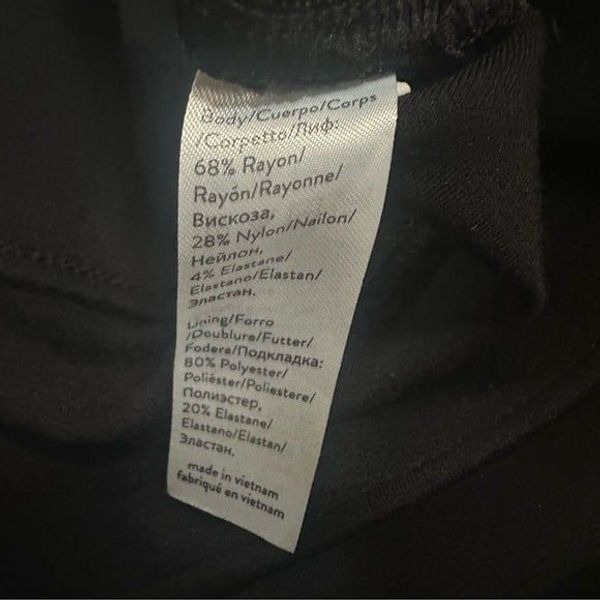 Body/Cuerpo/Corps
/Corpetto/Лиф:
68% Rayon/
Rayón/Rayonne/
Вискоза,
28% Nylon/Nailon/
Нейлон,
4% Elastane/
Elastano/Elastan/
Эластан.
Lining/Forro
/Doublure/Futter/
Fodera/Подкладка:
80% Polyester/
Poliéster/Poliestere/
Полиэстер,
20% Elastane/
Elastano/Elastan/
Эластан.
made in vietnam
fabriqué en vietnam